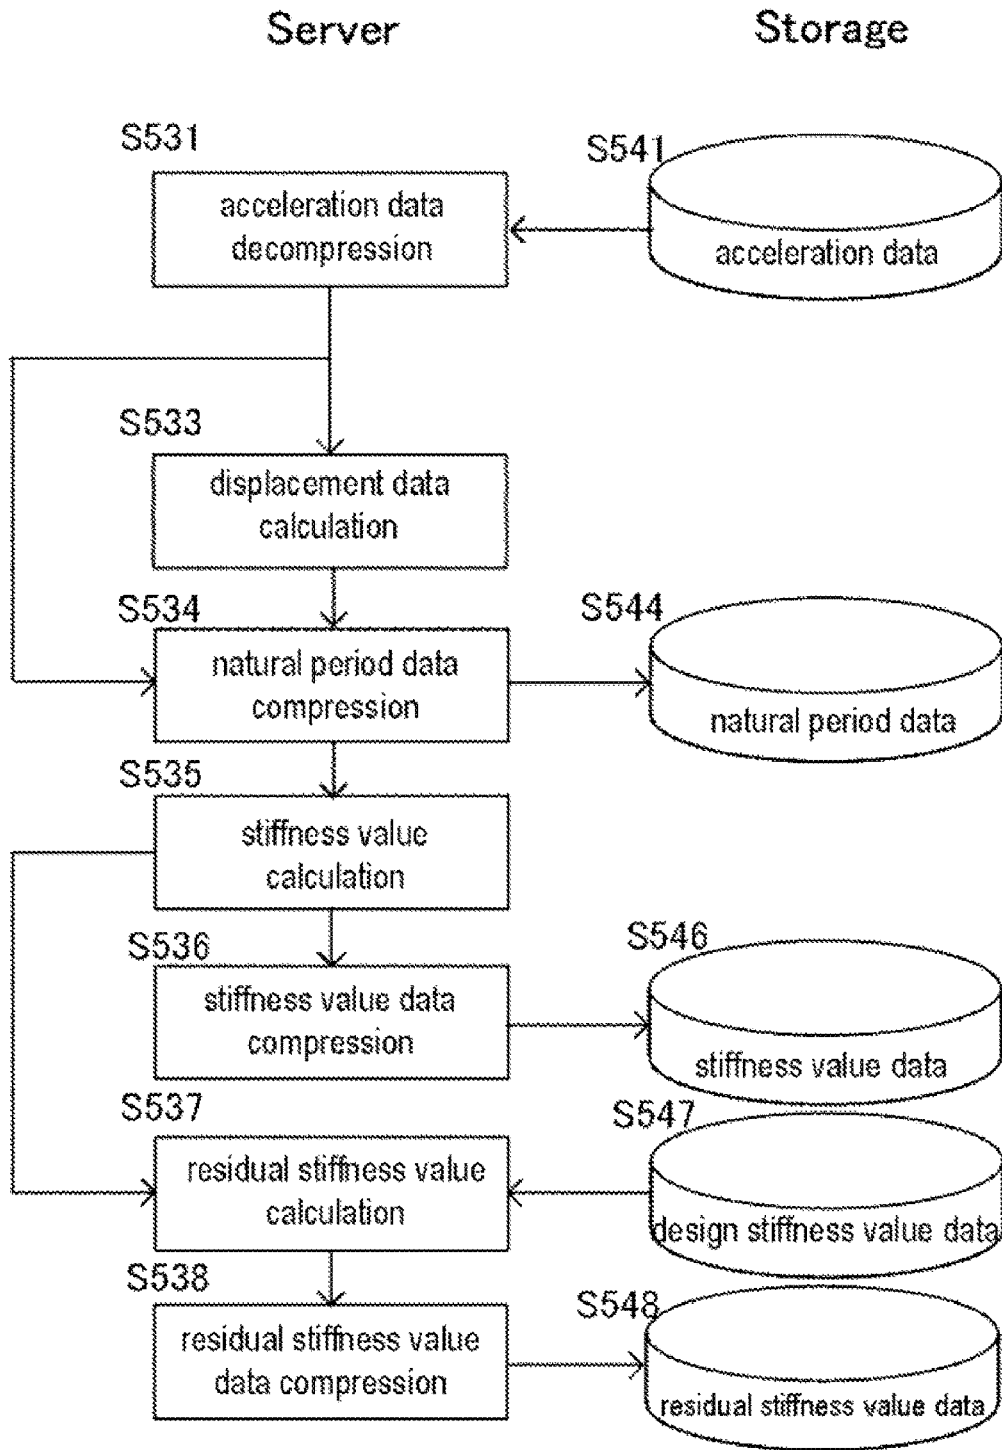 Server
Storage
S531
S541
acceleration data
decompression
acceleration data
S533
displacement data
calculation
S534
S544
natural period data
compression
natural period data
S535
stiffness value
calculation
S536
S546
stiffness value data
compression
stiffness value data
S537
S547
residual stiffness value
calculation
design stiffness value data
S538
S548
residual stiffness value
data compression
residual stiffness value data